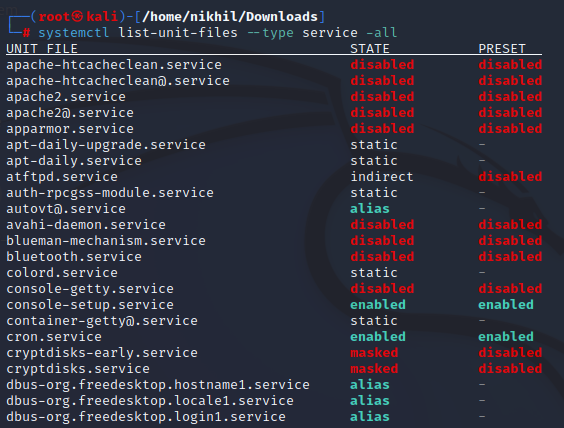 ┌──(root㉿kali)-[/home/nikhil/Downloads]
└─# systemctl list-unit-files --type service -all
UNIT FILE STATE PRESET
apache-htcacheclean.service disabled disabled
apache-htcacheclean@.service disabled disabled
apache2.service disabled disabled
apache2@.service disabled disabled
apparmor.service disabled disabled
apt-daily-upgrade.service static -
apt-daily.service static -
atftpd.service indirect disabled
auth-rpcgss-module.service static -
autovt@.service alias -
avahi-daemon.service disabled disabled
blueman-mechanism.service disabled disabled
bluetooth.service disabled disabled
colord.service static -
console-getty.service disabled disabled
console-setup.service enabled enabled
container-getty@.service static -
cron.service enabled enabled
cryptdisks-early.service masked disabled
cryptdisks.service masked disabled
dbus-org.freedesktop.hostname1.service alias -
dbus-org.freedesktop.locale1.service alias -
dbus-org.freedesktop.login1.service alias -